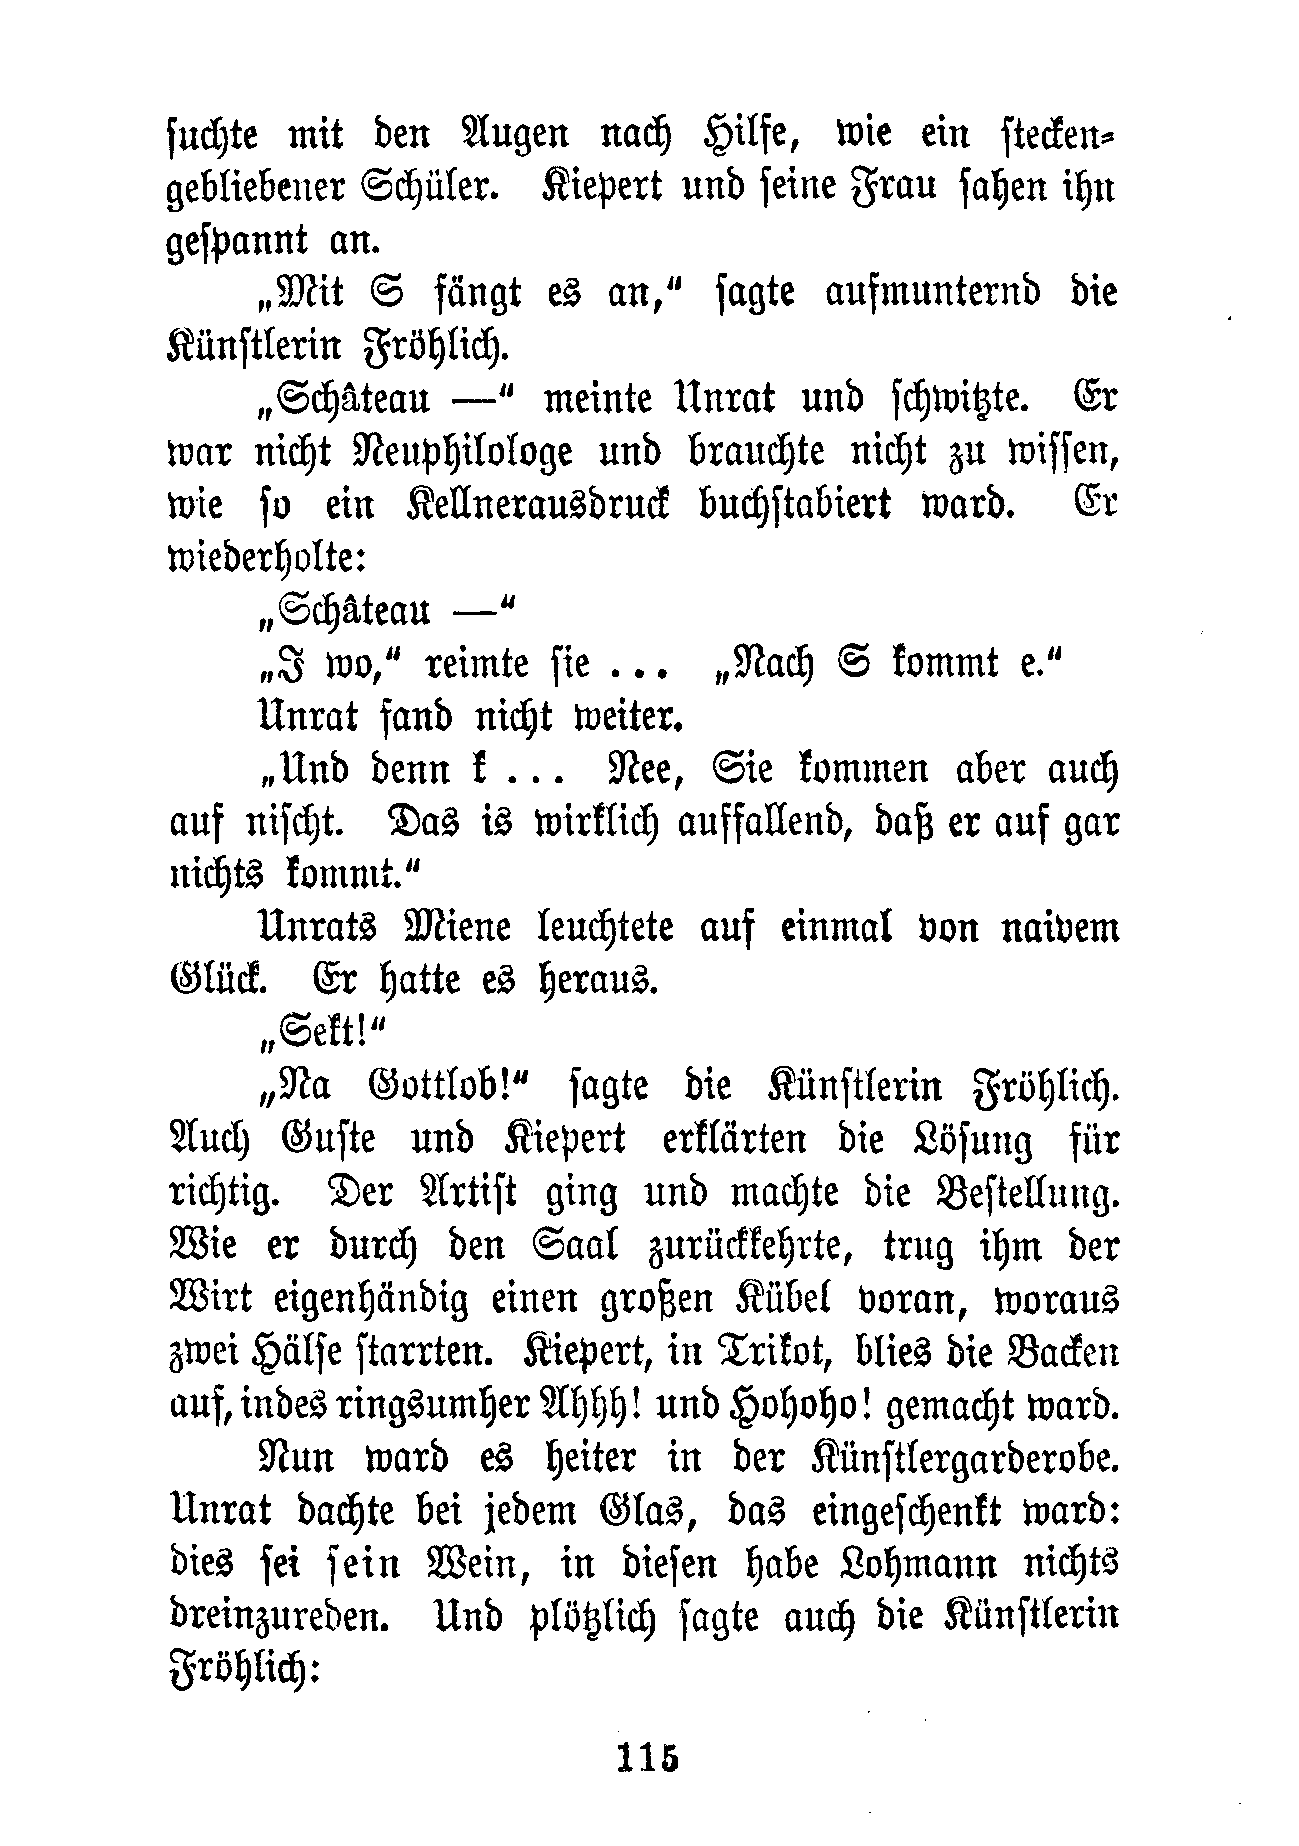 suchte mit den Augen nach Hilfe, wie ein stecken-
gebliebener Schüler. Kiepert und seine Frau sahen ihn
gespannt an.
„Mit S fängt es an,“ sagte aufmunternd die
Künstlerin Fröhlich.
„Schâteau —“ meinte Unrat und schwitzte. Er
war nicht Neuphilologe und brauchte nicht zu wissen,
wie so ein Kellnerausdruck buchstabiert ward. Er
wiederholte:
„Schâteau —“
„I wo,“ reimte sie ... „Nach S kommt e.“
Unrat fand nicht weiter.
„Und denn k ... Nee, Sie kommen aber auch
auf nischt. Das is wirklich auffallend, daß er auf gar
nichts kommt.“
Unrats Miene leuchtete auf einmal von naivem
Glück. Er hatte es heraus.
„Sekt!“
„Na Gottlob!“ sagte die Künstlerin Fröhlich.
Auch Guste und Kiepert erklärten die Lösung für
richtig. Der Artist ging und machte die Bestellung.
Wie er durch den Saal zurückkehrte, trug ihm der
Wirt eigenhändig einen großen Kübel voran, woraus
zwei Hälse starrten. Kiepert, in Trikot, blies die Backen
auf, indes ringsumher Ahhh! und Hohoho! gemacht ward.
Nun ward es heiter in der Künstlergarderobe.
Unrat dachte bei jedem Glas, das eingeschenkt ward:
dies sei sein Wein, in diesen habe Lohmann nichts
dreinzureden. Und plötzlich sagte auch die Künstlerin
Fröhlich:
115